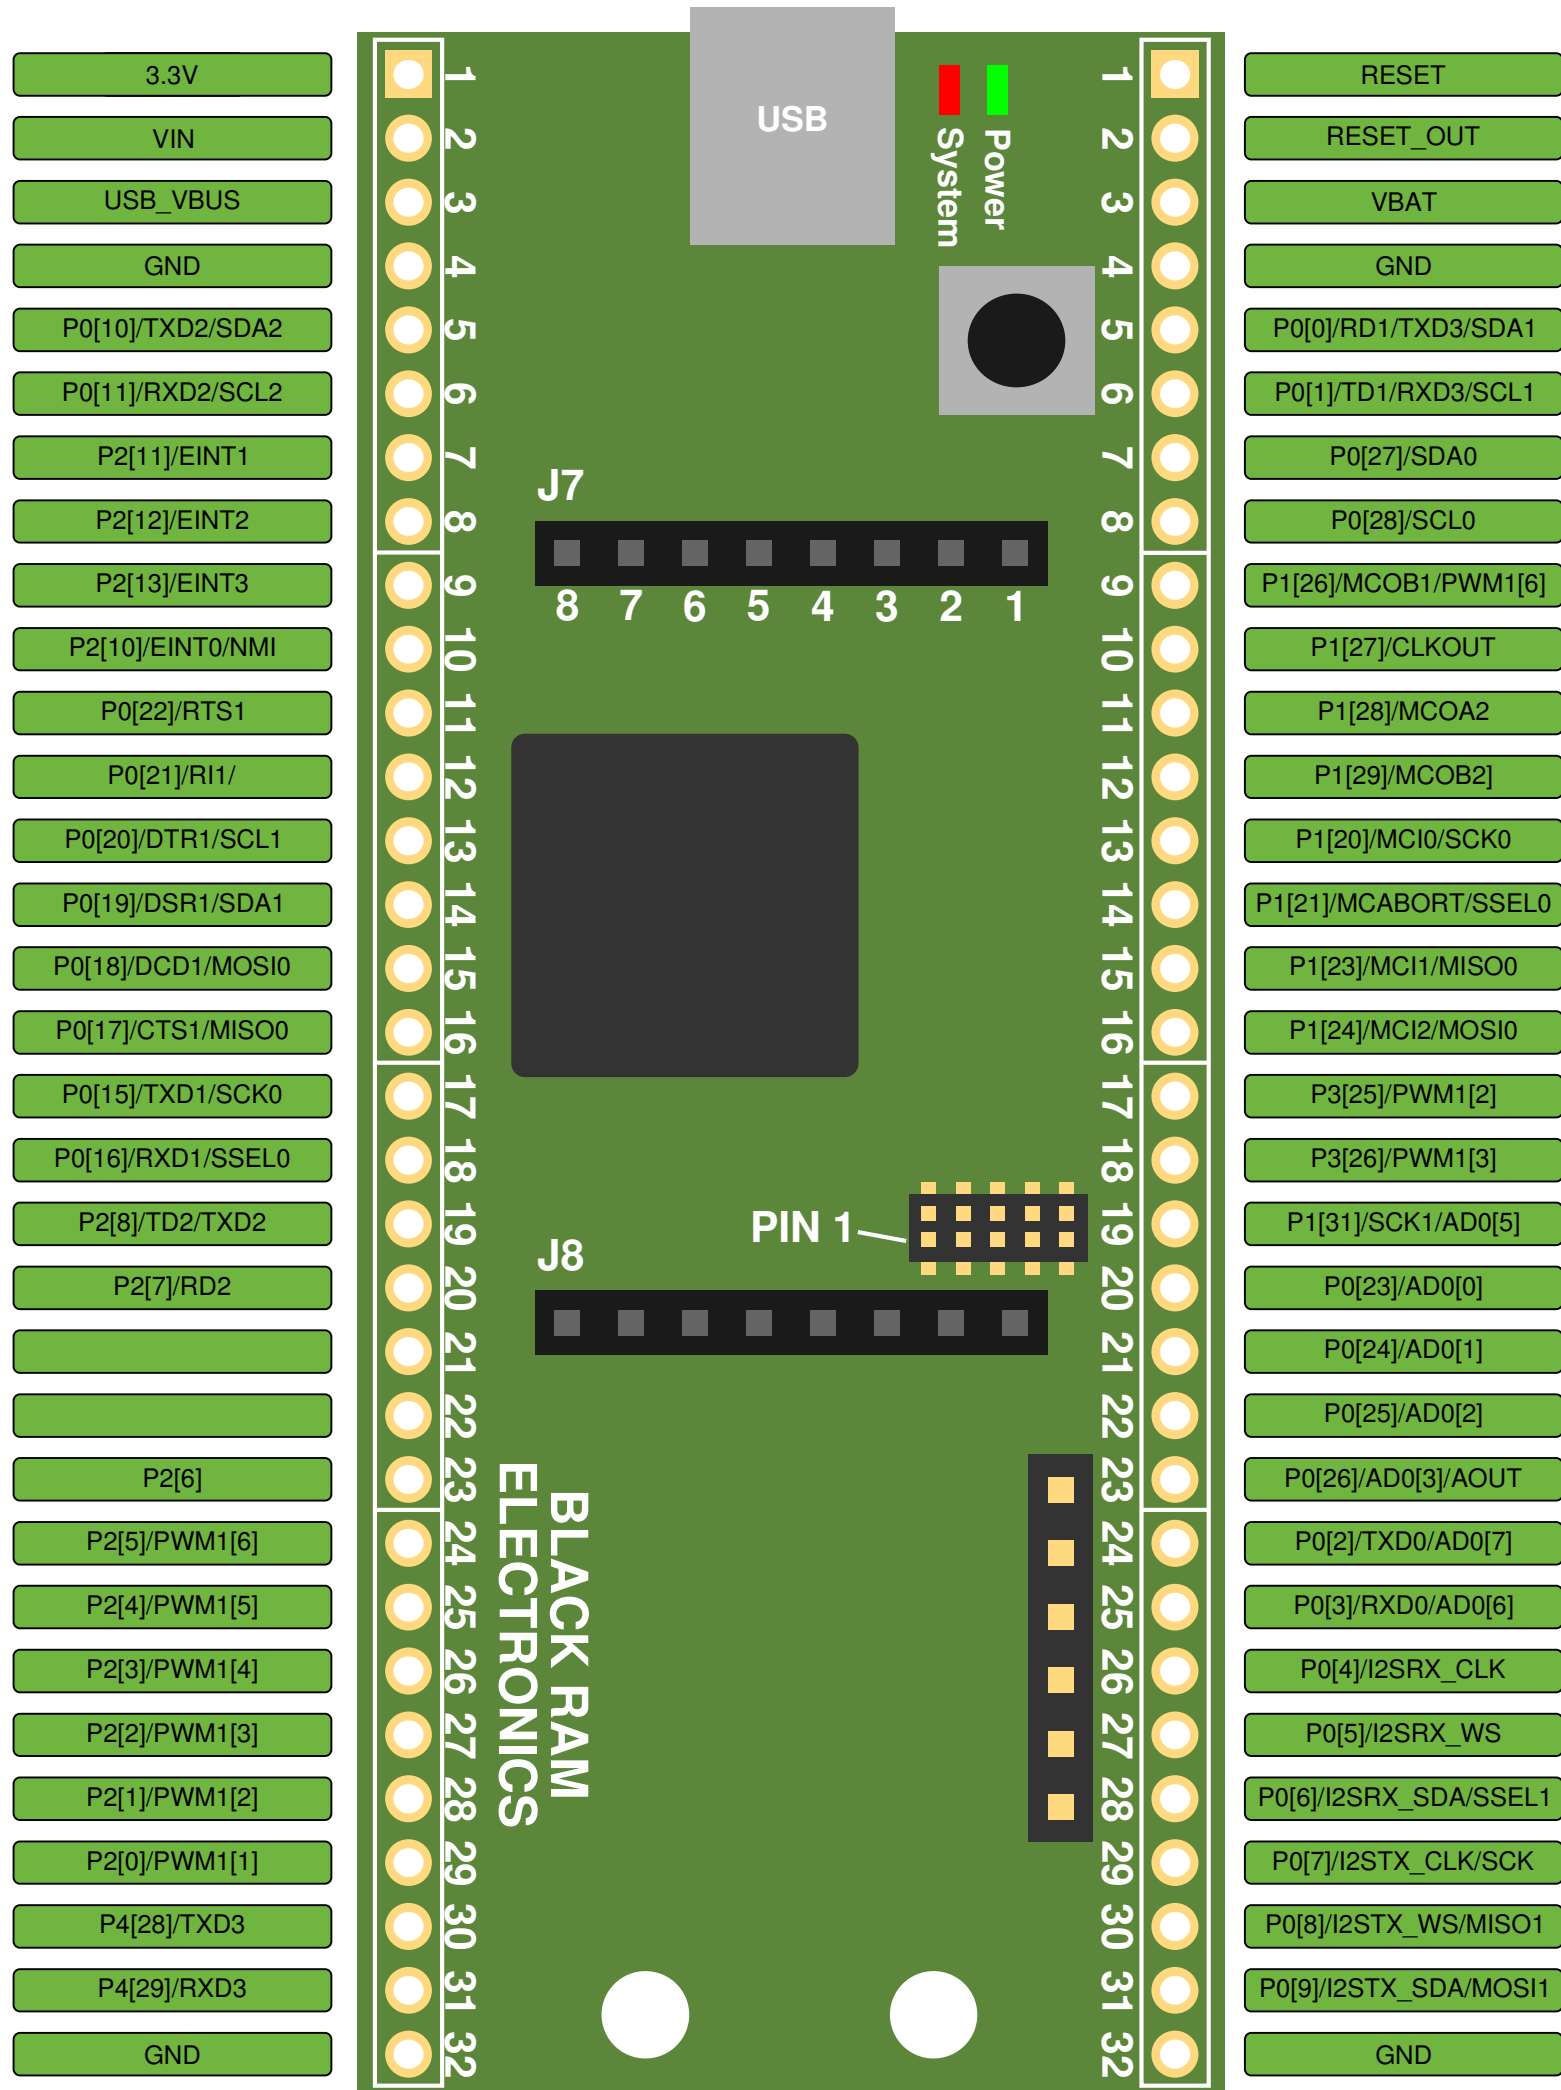 3.3V 1 1 RESET
VIN 2 2 RESET_OUT
USB_VBUS 3 3 VBAT
GND 4 4 GND
P0[10]/TXD2/SDA2 5 5 P0[0]/RD1/TXD3/SDA1
P0[11]/RXD2/SCL2 6 6 P0[1]/TD1/RXD3/SCL1
P2[11]/EINT1 7 7 P0[27]/SDA0
P2[12]/EINT2 8 8 P0[28]/SCL0
P2[13]/EINT3 9 9 P1[26]/MCOB1/PWM1[6]
P2[10]/EINT0/NMI 10 10 P1[27]/CLKOUT
P0[22]/RTS1 11 11 P1[28]/MCOA2
P0[21]/RI1/ 12 12 P1[29]/MCOB2]
P0[20]/DTR1/SCL1 13 13 P1[20]/MCI0/SCK0
P0[19]/DSR1/SDA1 14 14 P1[21]/MCABORT/SSEL0
P0[18]/DCD1/MOSI0 15 15 P1[23]/MCI1/MISO0
P0[17]/CTS1/MISO0 16 16 P1[24]/MCI2/MOSI0
P0[15]/TXD1/SCK0 17 17 P3[25]/PWM1[2]
P0[16]/RXD1/SSEL0 18 18 P3[26]/PWM1[3]
P2[8]/TD2/TXD2 19 19 P1[31]/SCK1/AD0[5]
P2[7]/RD2 20 20 P0[23]/AD0[0]
21 21 P0[24]/AD0[1]
22 22 P0[25]/AD0[2]
P2[6] 23 23 P0[26]/AD0[3]/AOUT
P2[5]/PWM1[6] 24 24 P0[2]/TXD0/AD0[7]
P2[4]/PWM1[5] 25 25 P0[3]/RXD0/AD0[6]
P2[3]/PWM1[4] 26 26 P0[4]/I2SRX_CLK
P2[2]/PWM1[3] 27 27 P0[5]/I2SRX_WS
P2[1]/PWM1[2] 28 28 P0[6]/I2SRX_SDA/SSEL1
P2[0]/PWM1[1] 29 29 P0[7]/I2STX_CLK/SCK
P4[28]/TXD3 30 30 P0[8]/I2STX_WS/MISO1
P4[29]/RXD3 31 31 P0[9]/I2STX_SDA/MOSI1
GND 32 32 GND
USB
Power
System
J7
8 7 6 5 4 3 2 1
PIN 1
J8
BLACK RAM
ELECTRONICS